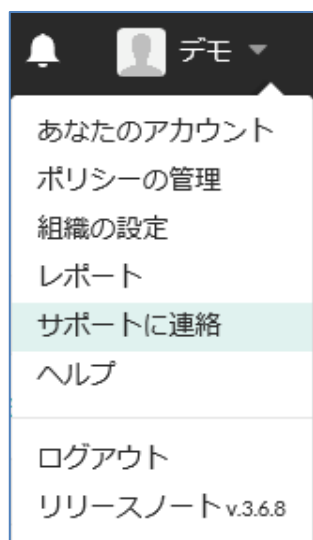 デモ
あなたのアカウント
ポリシーの管理
組織の設定
レポート
サポートに連絡
ヘルプ
ログアウト
リリースノート v.3.6.8